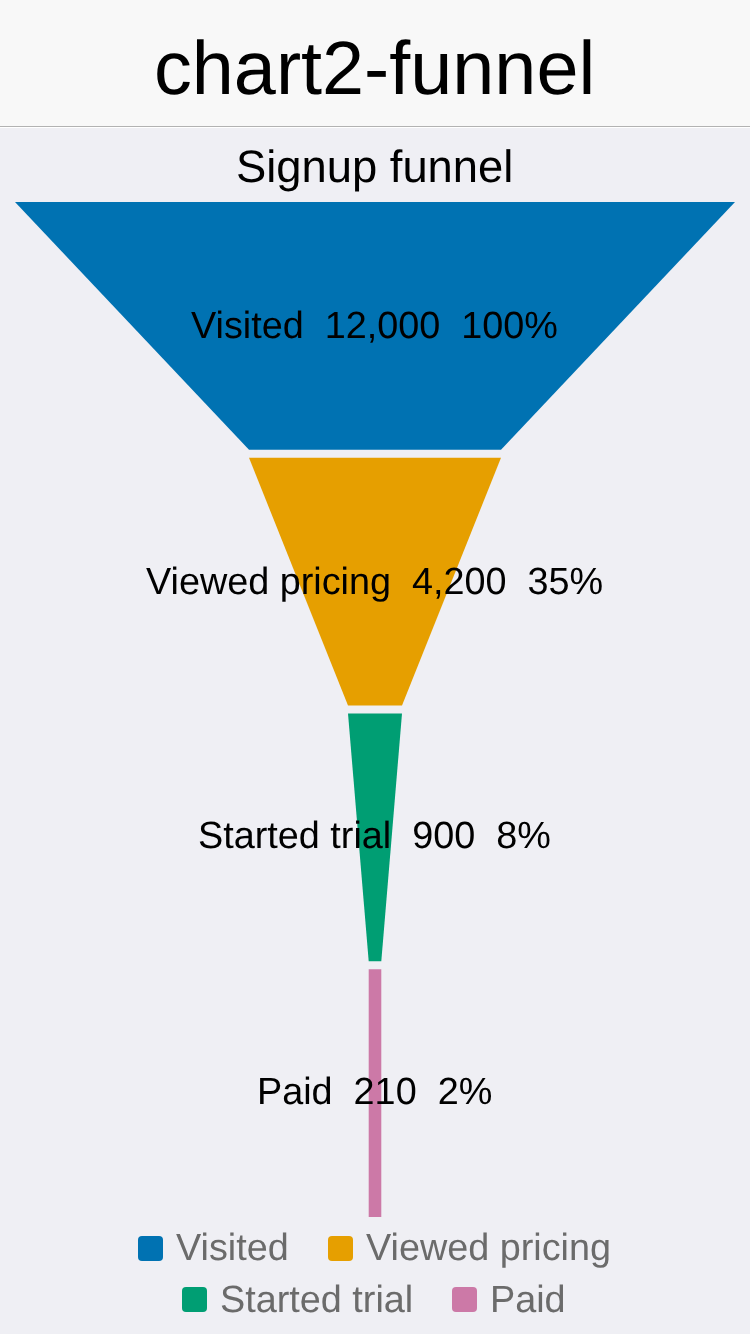 chart2-funnel
Signup funnel
Visited 12,000 100%
Viewed pricing 4,200 35%
Started trial 900 8%
Paid 210 2%
Visited Viewed pricing
Started trial Paid